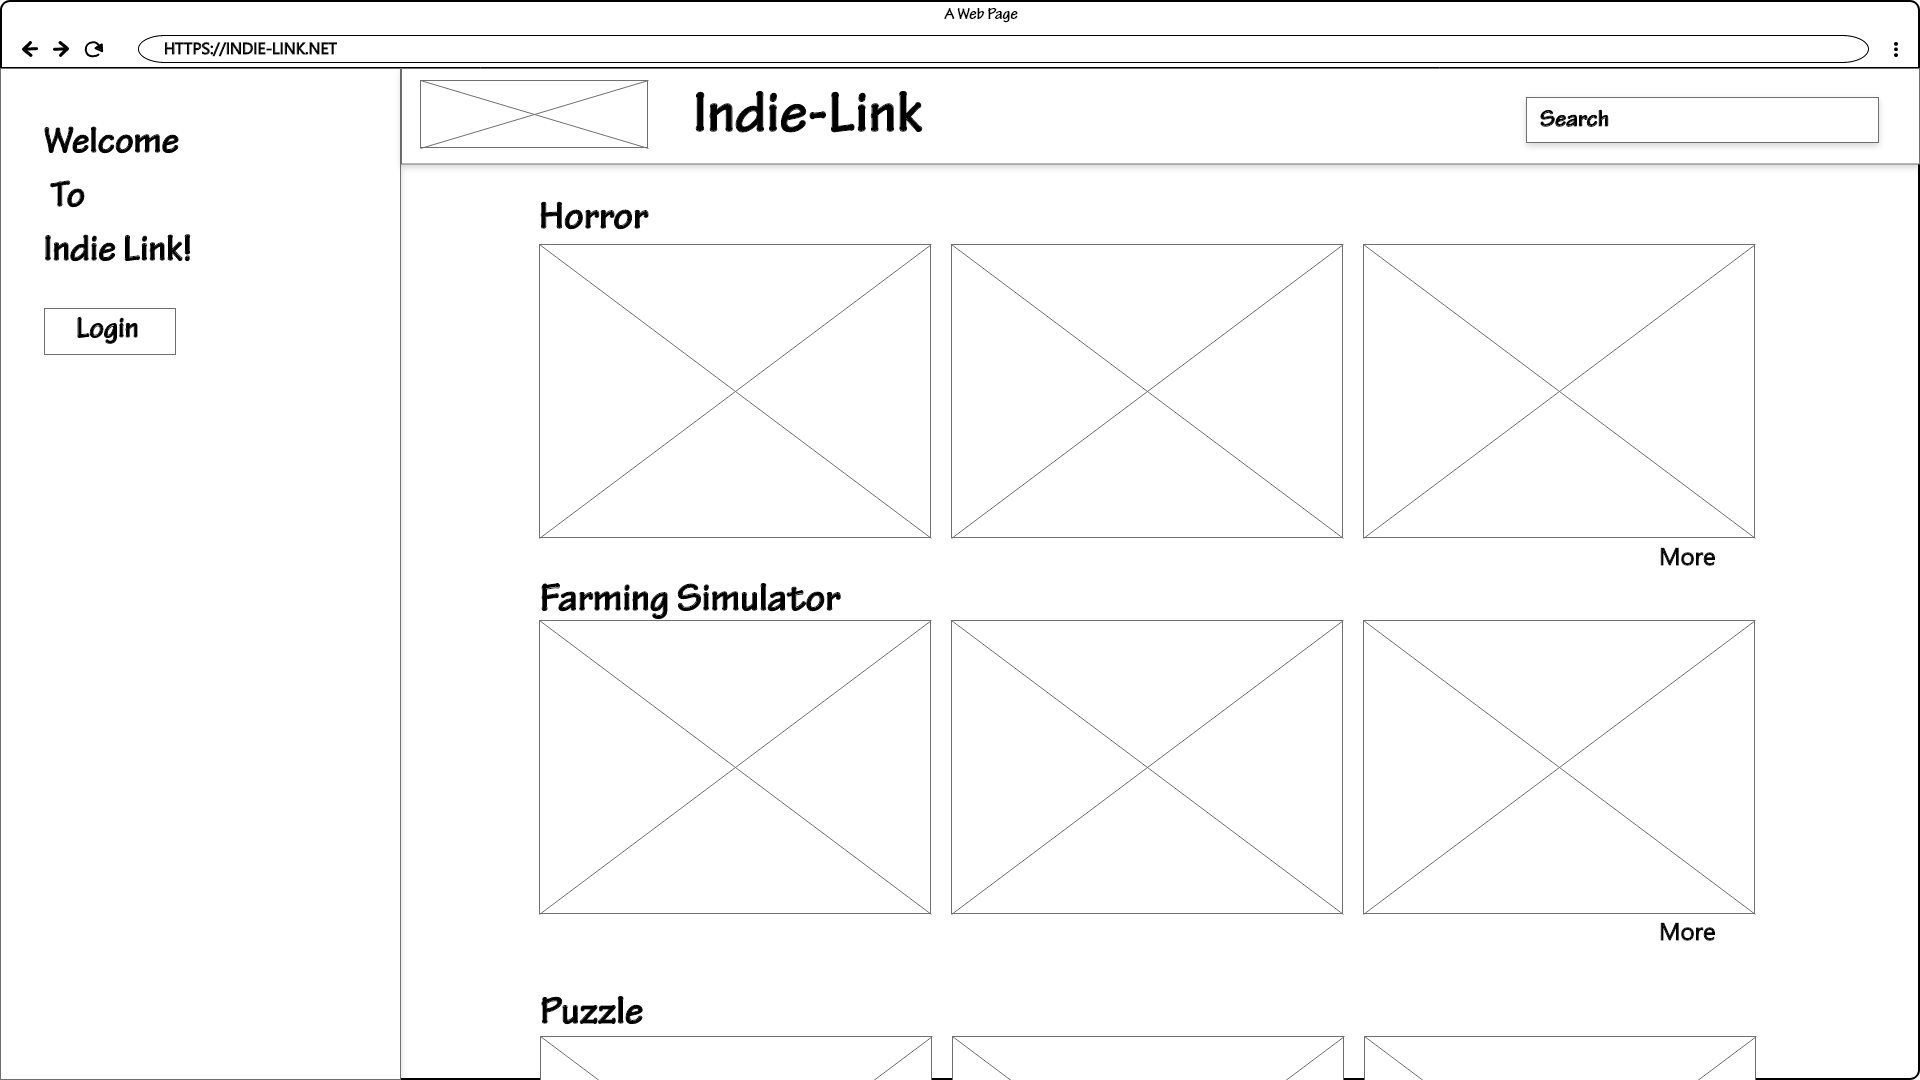 A Web Page
HTTPS://INDIE-LINK.NET
Welcome
To
Indie Link!
Login
Indie-Link
Search
Horror
More
Farming Simulator
More
Puzzle